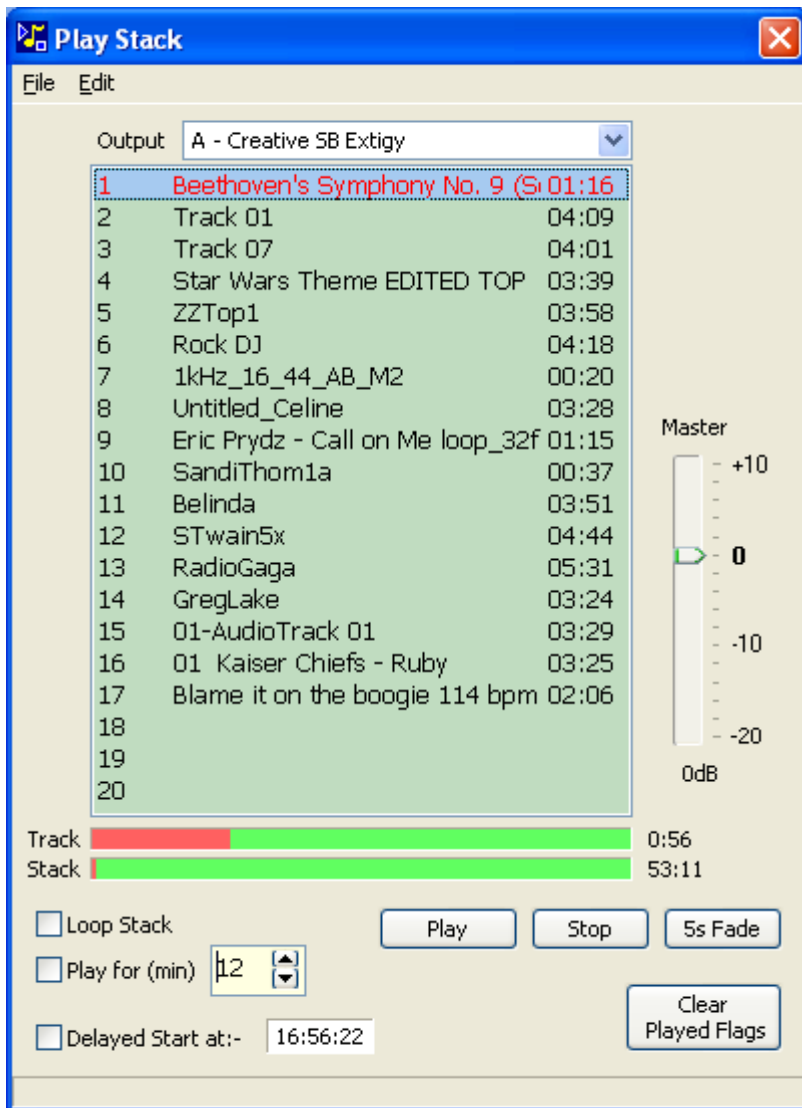 Play Stack
File Edit
Output A - Creative SB Extigy
1 Beethoven's Symphony No. 9 (S 01:16
2 Track 01 04:09
3 Track 07 04:01
4 Star Wars Theme EDITED TOP 03:39
5 ZZTop1 03:58
6 Rock DJ 04:18
7 1kHz_16_44_AB_M2 00:20
8 Untitled_Celine 03:28
9 Eric Prydz - Call on Me loop_32f 01:15
10 SandiThom1a 00:37
11 Belinda 03:51
12 STwain5x 04:44
13 RadioGaga 05:31
14 GregLake 03:24
15 01-AudioTrack 01 03:29
16 01 Kaiser Chiefs - Ruby 03:25
17 Blame it on the boogie 114 bpm 02:06
18
19
20
Master
+10
0
-10
-20
0dB
Track 0:56
Stack 53:11
Loop Stack
Play Stop 5s Fade
Play for (min) 12
Clear
Played Flags
Delayed Start at:- 16:56:22